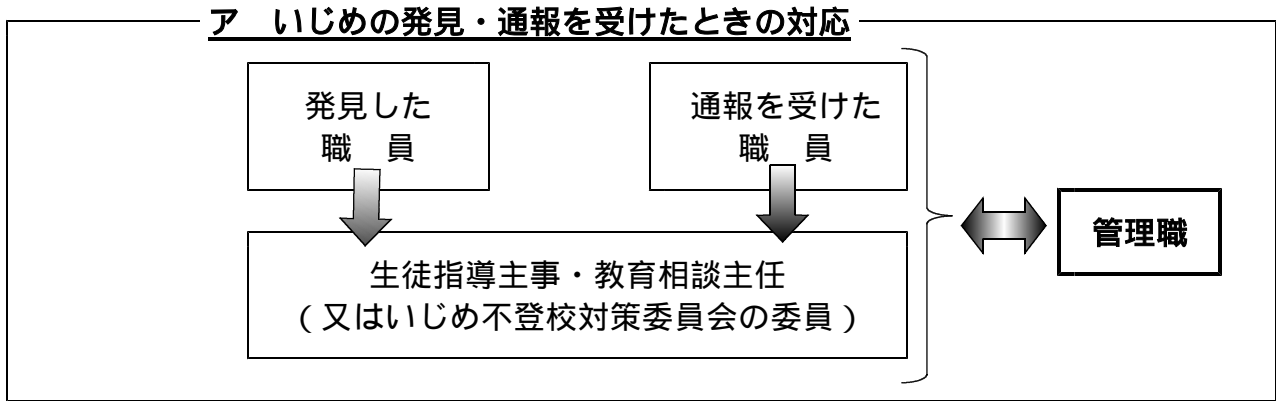 ア　いじめの発見・通報を受けたときの対応
発見した
職　員
通報を受けた
職　員
管理職
生徒指導主事・教育相談主任
（又はいじめ不登校対策委員会の委員）